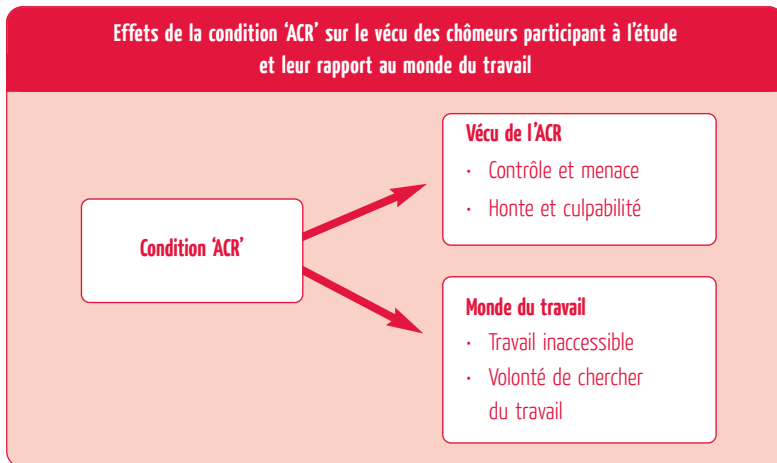 Effets de la condition ‘ACR’ sur le vécu des chômeurs participant à l’étude
et leur rapport au monde du travail
Condition ‘ACR’
Vécu de l’ACR
· Contrôle et menace
· Honte et culpabilité
Monde du travail
· Travail inaccessible
· Volonté de chercher
du travail